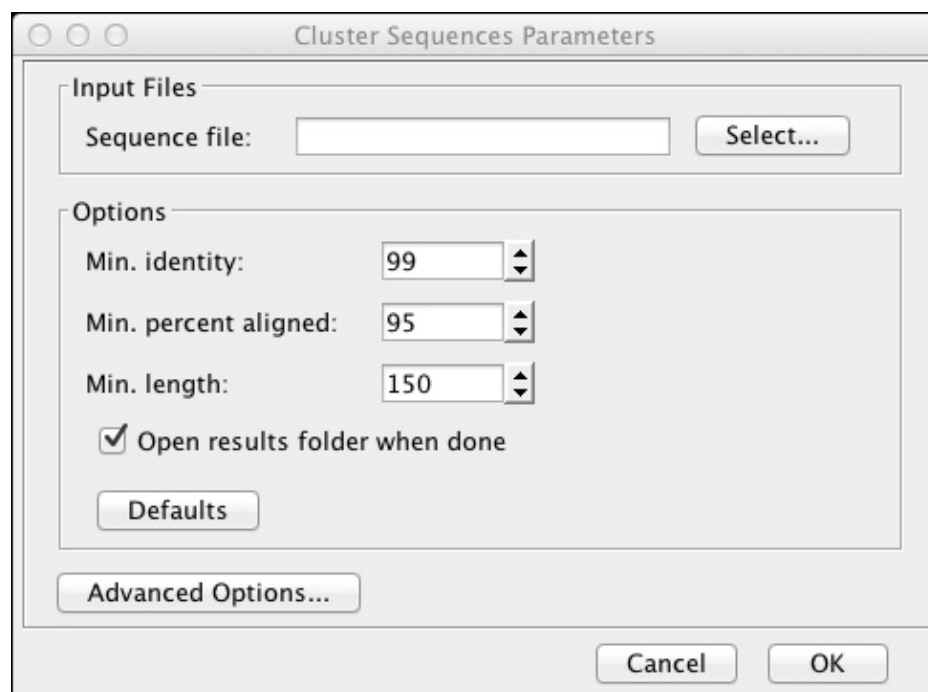 Cluster Sequences Parameters
Input Files
Sequence file: Select...
Options
Min. identity: 99
Min. percent aligned: 95
Min. length: 150
Open results folder when done
Defaults
Advanced Options...
Cancel OK